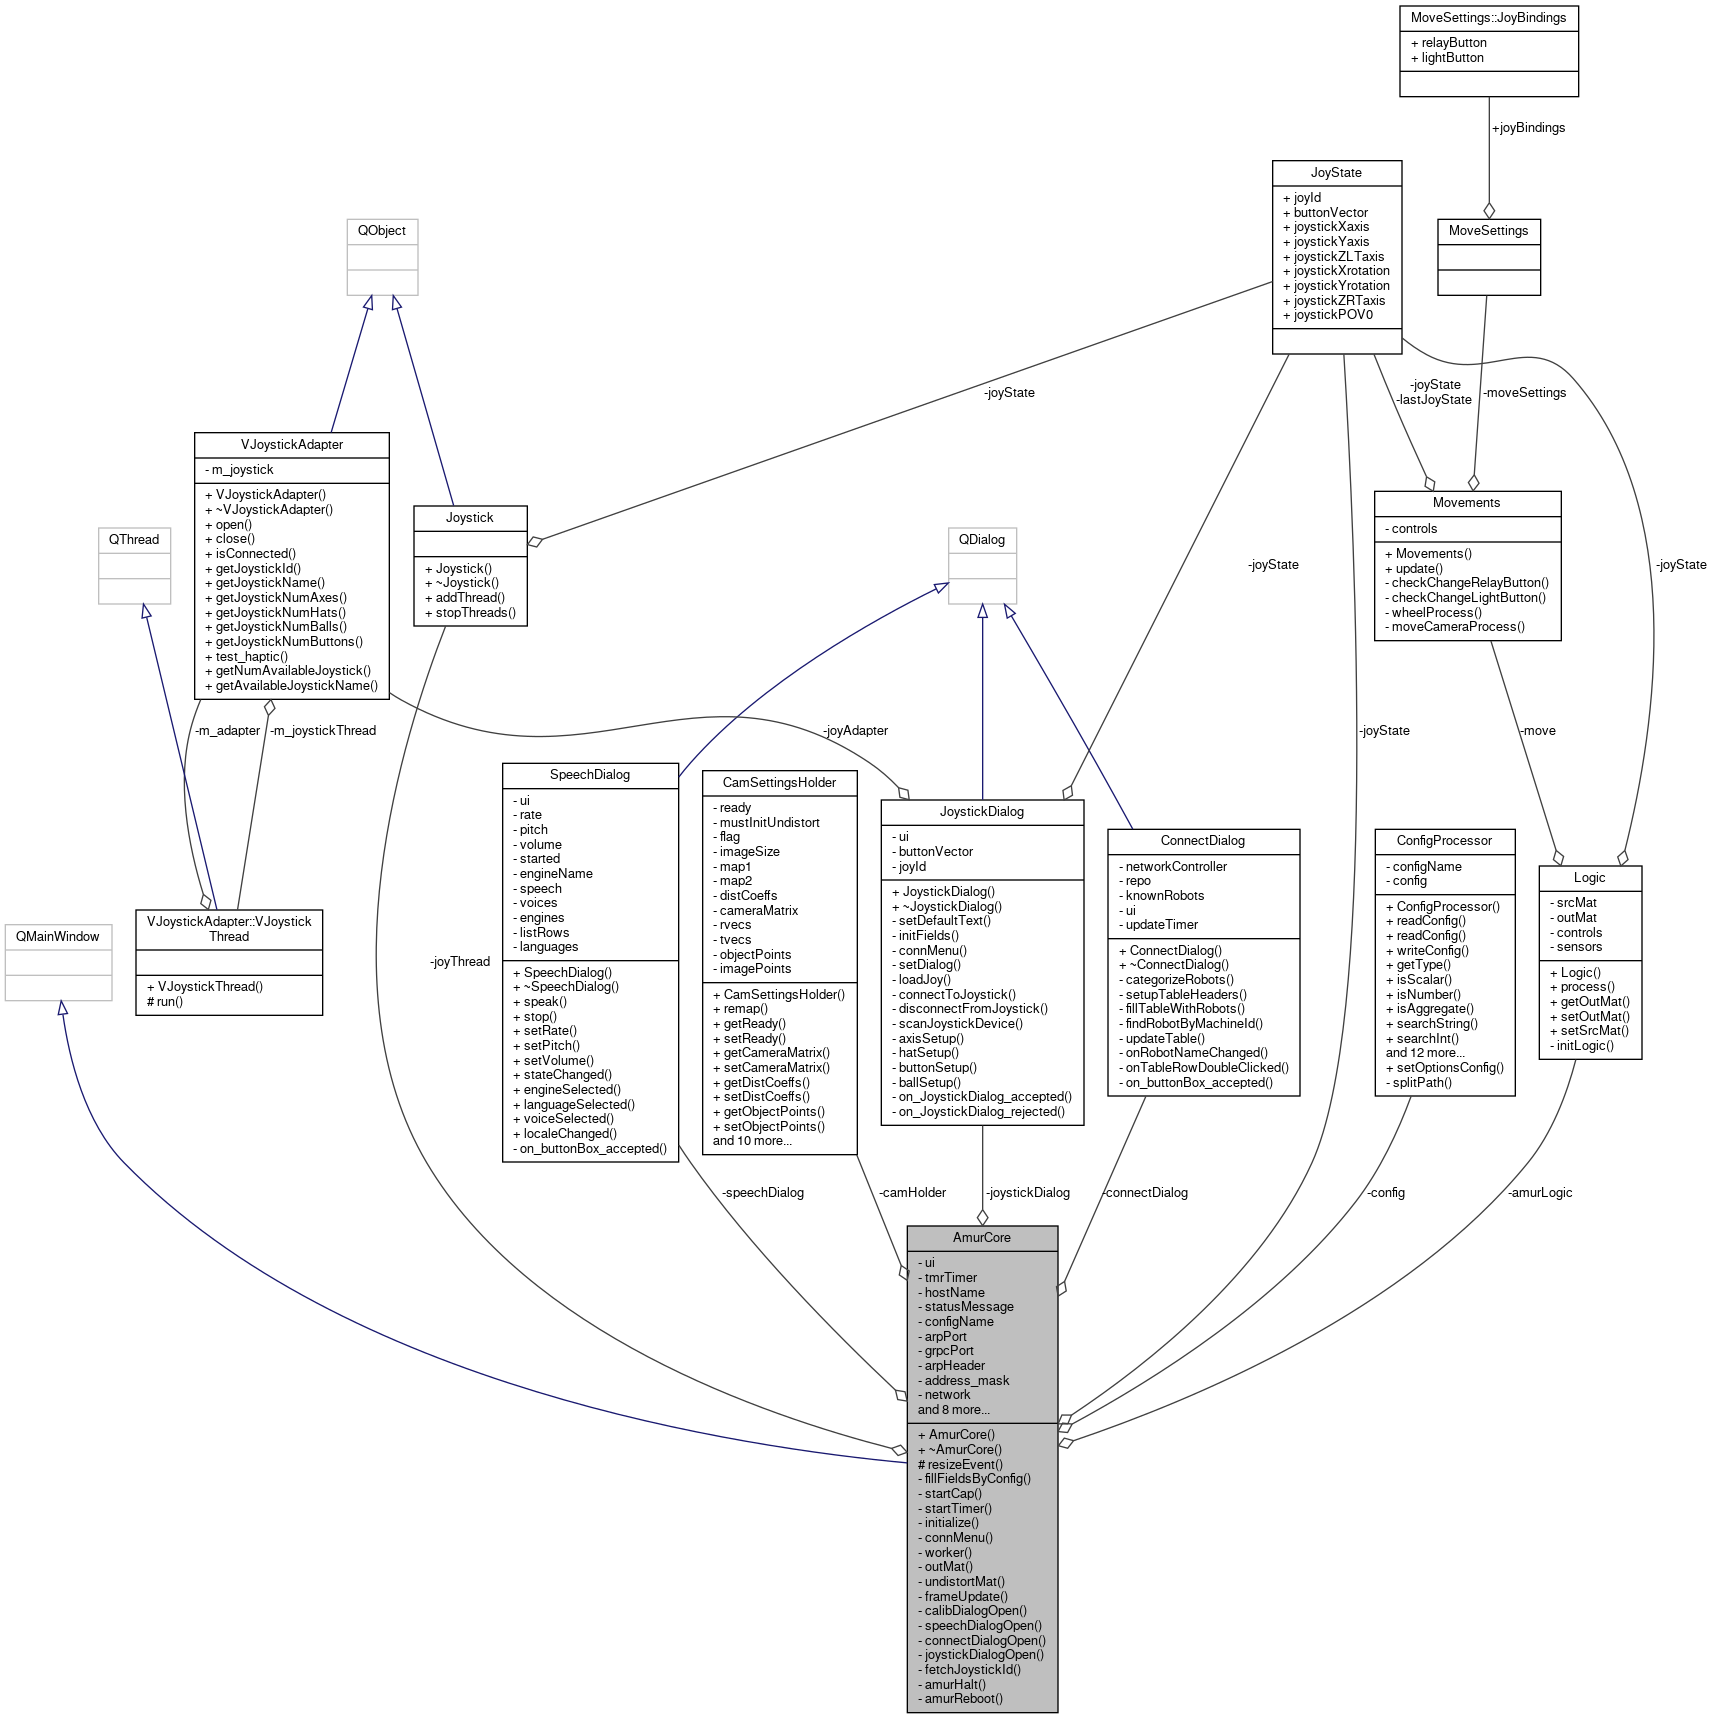 MoveSettings::JoyBindings
+ relayButton
+ lightButton
+joyBindings
JoyState
+ joyId
+ buttonVector
+ joystickXaxis
+ joystickYaxis
+ joystickZLTaxis
+ joystickXrotation
+ joystickYrotation
+ joystickZRTaxis
+ joystickPOV0
MoveSettings
QObject
-joyState
-joyState
-lastJoyState
-moveSettings
VJoystickAdapter
- m_joystick
+ VJoystickAdapter()
+ ~VJoystickAdapter()
+ open()
+ close()
+ isConnected()
+ getJoystickId()
+ getJoystickName()
+ getJoystickNumAxes()
+ getJoystickNumHats()
+ getJoystickNumBalls()
+ getJoystickNumButtons()
+ test_haptic()
+ getNumAvailableJoystick()
+ getAvailableJoystickName()
Joystick
+ Joystick()
+ ~Joystick()
+ addThread()
+ stopThreads()
QThread
QDialog
Movements
- controls
+ Movements()
+ update()
- checkChangeRelayButton()
- checkChangeLightButton()
- wheelProcess()
- moveCameraProcess()
-joyState
-joyState
-m_adapter
-m_joystickThread
-joyAdapter
-joyState
-move
SpeechDialog
- ui
- rate
- pitch
- volume
- started
- engineName
- speech
- voices
- engines
- listRows
- languages
+ SpeechDialog()
+ ~SpeechDialog()
+ speak()
+ stop()
+ setRate()
+ setPitch()
+ setVolume()
+ stateChanged()
+ engineSelected()
+ languageSelected()
+ voiceSelected()
+ localeChanged()
- on_buttonBox_accepted()
CamSettingsHolder
- ready
- mustInitUndistort
- flag
- imageSize
- map1
- map2
- distCoeffs
- cameraMatrix
- rvecs
- tvecs
- objectPoints
- imagePoints
+ CamSettingsHolder()
+ remap()
+ getReady()
+ setReady()
+ getCameraMatrix()
+ setCameraMatrix()
+ getDistCoeffs()
+ setDistCoeffs()
+ getObjectPoints()
+ setObjectPoints()
and 10 more...
JoystickDialog
- ui
- buttonVector
- joyId
+ JoystickDialog()
+ ~JoystickDialog()
- setDefaultText()
- initFields()
- connMenu()
- setDialog()
- loadJoy()
- connectToJoystick()
- disconnectFromJoystick()
- scanJoystickDevice()
- axisSetup()
- hatSetup()
- buttonSetup()
- ballSetup()
- on_JoystickDialog_accepted()
- on_JoystickDialog_rejected()
ConnectDialog
- networkController
- repo
- knownRobots
- ui
- updateTimer
+ ConnectDialog()
+ ~ConnectDialog()
- categorizeRobots()
- setupTableHeaders()
- fillTableWithRobots()
- findRobotByMachineId()
- updateTable()
- onRobotNameChanged()
- onTableRowDoubleClicked()
- on_buttonBox_accepted()
ConfigProcessor
- configName
- config
+ ConfigProcessor()
+ readConfig()
+ readConfig()
+ writeConfig()
+ getType()
+ isScalar()
+ isNumber()
+ isAggregate()
+ searchString()
+ searchInt()
and 12 more...
+ setOptionsConfig()
- splitPath()
Logic
- srcMat
- outMat
- controls
- sensors
+ Logic()
+ process()
+ getOutMat()
+ setOutMat()
+ setSrcMat()
- initLogic()
QMainWindow
VJoystickAdapter::VJoystick
Thread
+ VJoystickThread()
# run()
-joyThread
-speechDialog
-camHolder
-joystickDialog
-connectDialog
-config
-amurLogic
AmurCore
- ui
- tmrTimer
- hostName
- statusMessage
- configName
- arpPort
- grpcPort
- arpHeader
- address_mask
- network
and 8 more...
+ AmurCore()
+ ~AmurCore()
# resizeEvent()
- fillFieldsByConfig()
- startCap()
- startTimer()
- initialize()
- connMenu()
- worker()
- outMat()
- undistortMat()
- frameUpdate()
- calibDialogOpen()
- speechDialogOpen()
- connectDialogOpen()
- joystickDialogOpen()
- fetchJoystickId()
- amurHalt()
- amurReboot()